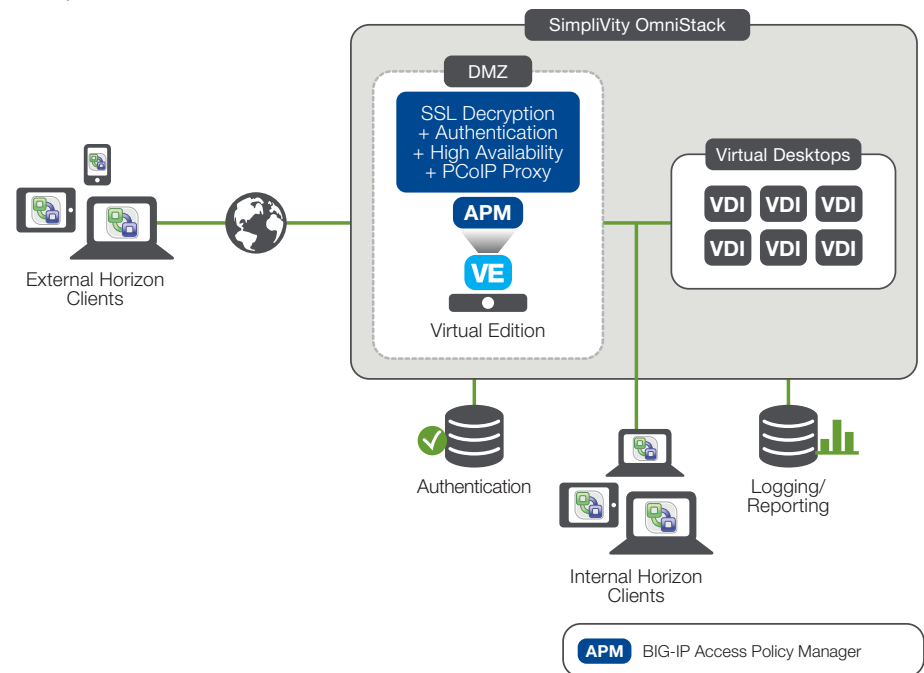 SimpliVity OmniStack
DMZ
SSL Decryption
+ Authentication
+ High Availability
+ PCoIP Proxy
APM
VE
Virtual Edition
Virtual Desktops
VDI VDI VDI
VDI VDI VDI
External Horizon
Clients
Authentication
Logging/
Reporting
Internal Horizon
Clients
APM BIG-IP Access Policy Manager